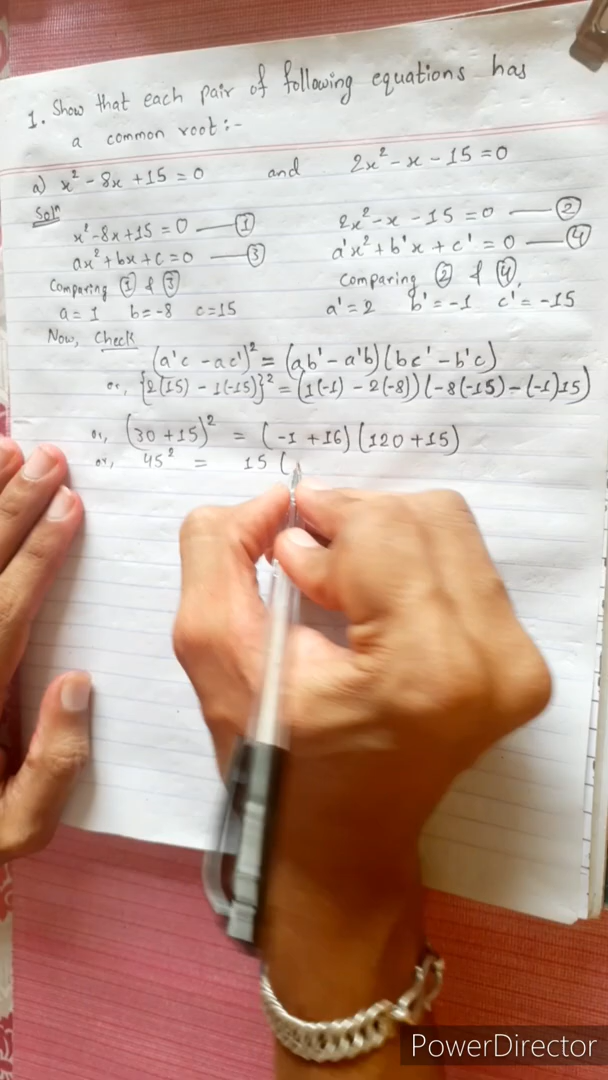 1. Show that each pair of following equations has
a common root:-
a) x² - 8x + 15 = 0 and 2x² - x - 15 = 0
Solⁿ
x² - 8x + 15 = 0 — ① 2x² - x - 15 = 0 — ②
ax² + bx + c = 0 — ③ a'x² + b'x + c' = 0 — ④
Comparing ① & ③ Comparing ② & ④,
a = 1 b = -8 c = 15 a' = 2 b' = -1 c' = -15
Now, Check
(a'c - ac')² = (ab' - a'b)(bc' - b'c)
or, {2(15) - 1(-15)}² = (1(-1) - 2(-8))(-8(-15) - (-1)15)
or, (30 + 15)² = (-1 + 16)(120 + 15)
or, 45² = 15 (
PowerDirector